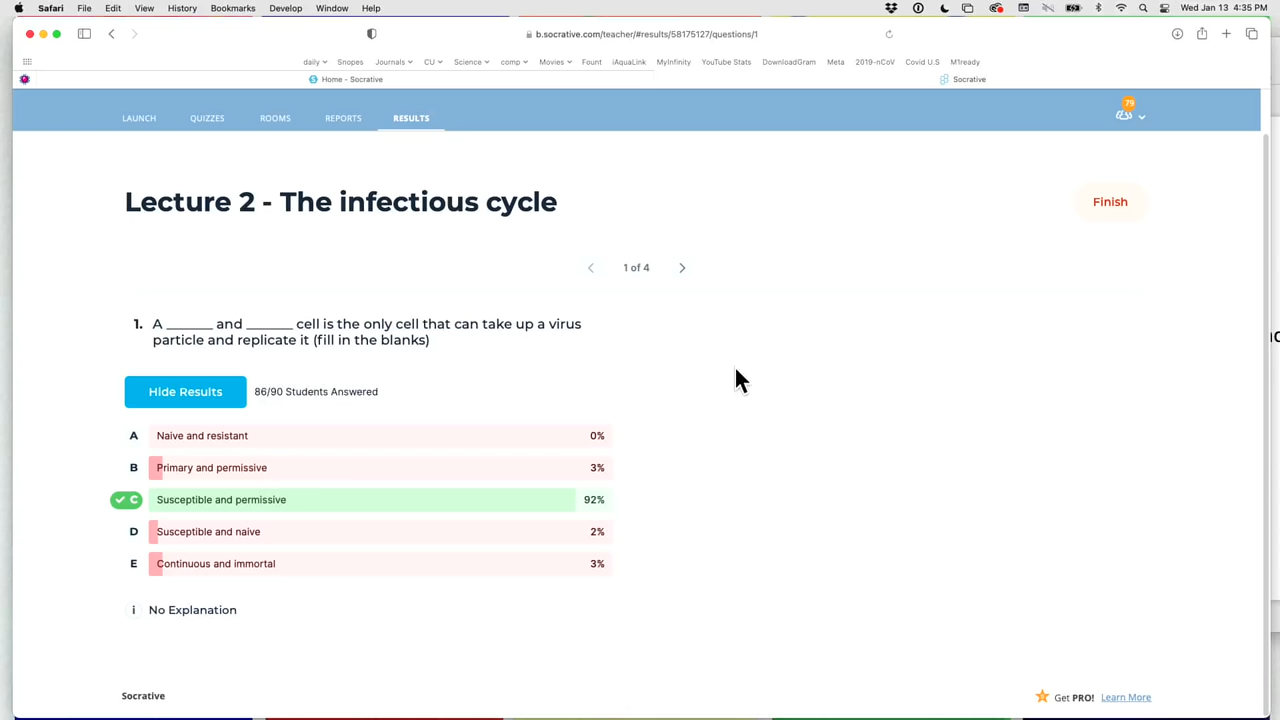 Safari File Edit View History Bookmarks Develop Window Help Wed Jan 13 4:35 PM
b.socrative.com/teacher/#results/58175127/questions/1
daily Snopes Journals CU Science comp Movies Fount iAquaLink MyInfinity YouTube Stats DownloadGram Meta 2019-nCoV Covid U.S M1ready
Home - Socrative Socrative
LAUNCH QUIZZES ROOMS REPORTS RESULTS 79
Lecture 2 - The infectious cycle Finish
1 of 4
1. A _______ and _______ cell is the only cell that can take up a virus
particle and replicate it (fill in the blanks)
Hide Results 86/90 Students Answered
A Naive and resistant 0%
B Primary and permissive 3%
C Susceptible and permissive 92%
D Susceptible and naive 2%
E Continuous and immortal 3%
i No Explanation
Socrative Get PRO! Learn More